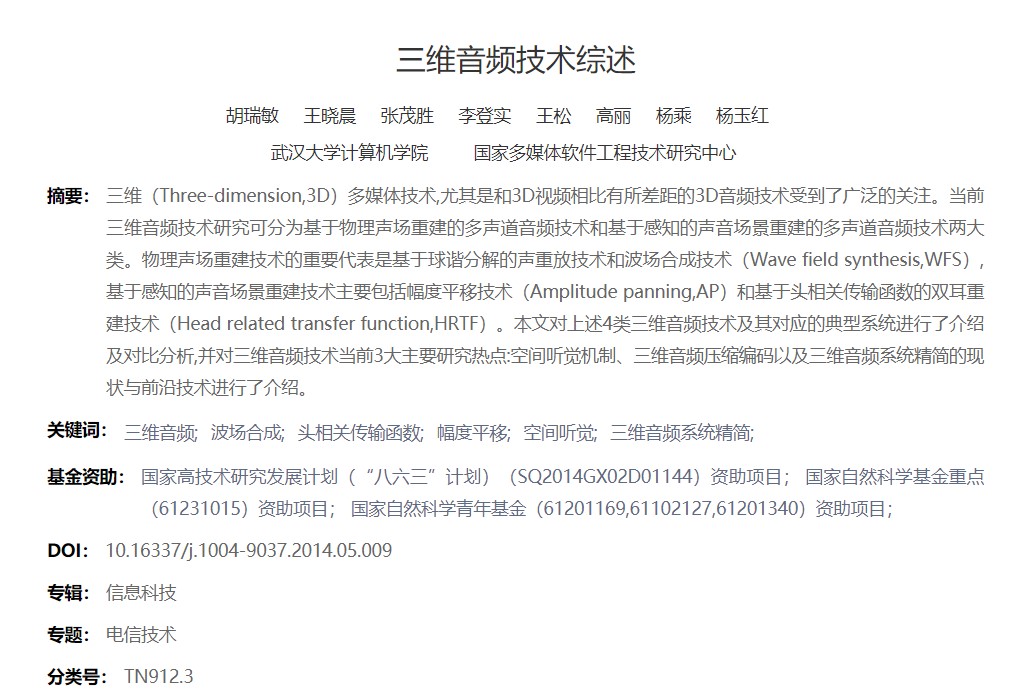 三维音频技术综述
胡瑞敏 王晓晨 张茂胜 李登实 王松 高丽 杨乘 杨玉红
武汉大学计算机学院 国家多媒体软件工程技术研究中心
摘要: 三维（Three-dimension,3D）多媒体技术,尤其是和3D视频相比有所差距的3D音频技术受到了广泛的关注。当前
三维音频技术研究可分为基于物理声场重建的多声道音频技术和基于感知的声音场景重建的多声道音频技术两大
类。物理声场重建技术的重要代表是基于球谐分解的声重放技术和波场合成技术（Wave field synthesis,WFS）,
基于感知的声音场景重建技术主要包括幅度平移技术（Amplitude panning,AP）和基于头相关传输函数的双耳重
建技术（Head related transfer function,HRTF）。本文对上述4类三维音频技术及其对应的典型系统进行了介绍
及对比分析,并对三维音频技术当前3大主要研究热点:空间听觉机制、三维音频压缩编码以及三维音频系统精简的现
状与前沿技术进行了介绍。
关键词: 三维音频; 波场合成; 头相关传输函数; 幅度平移; 空间听觉; 三维音频系统精简;
基金资助: 国家高技术研究发展计划（“八六三”计划）（SQ2014GX02D01144）资助项目； 国家自然科学基金重点
（61231015）资助项目； 国家自然科学青年基金（61201169,61102127,61201340）资助项目；
DOI: 10.16337/j.1004-9037.2014.05.009
专辑: 信息科技
专题: 电信技术
分类号: TN912.3